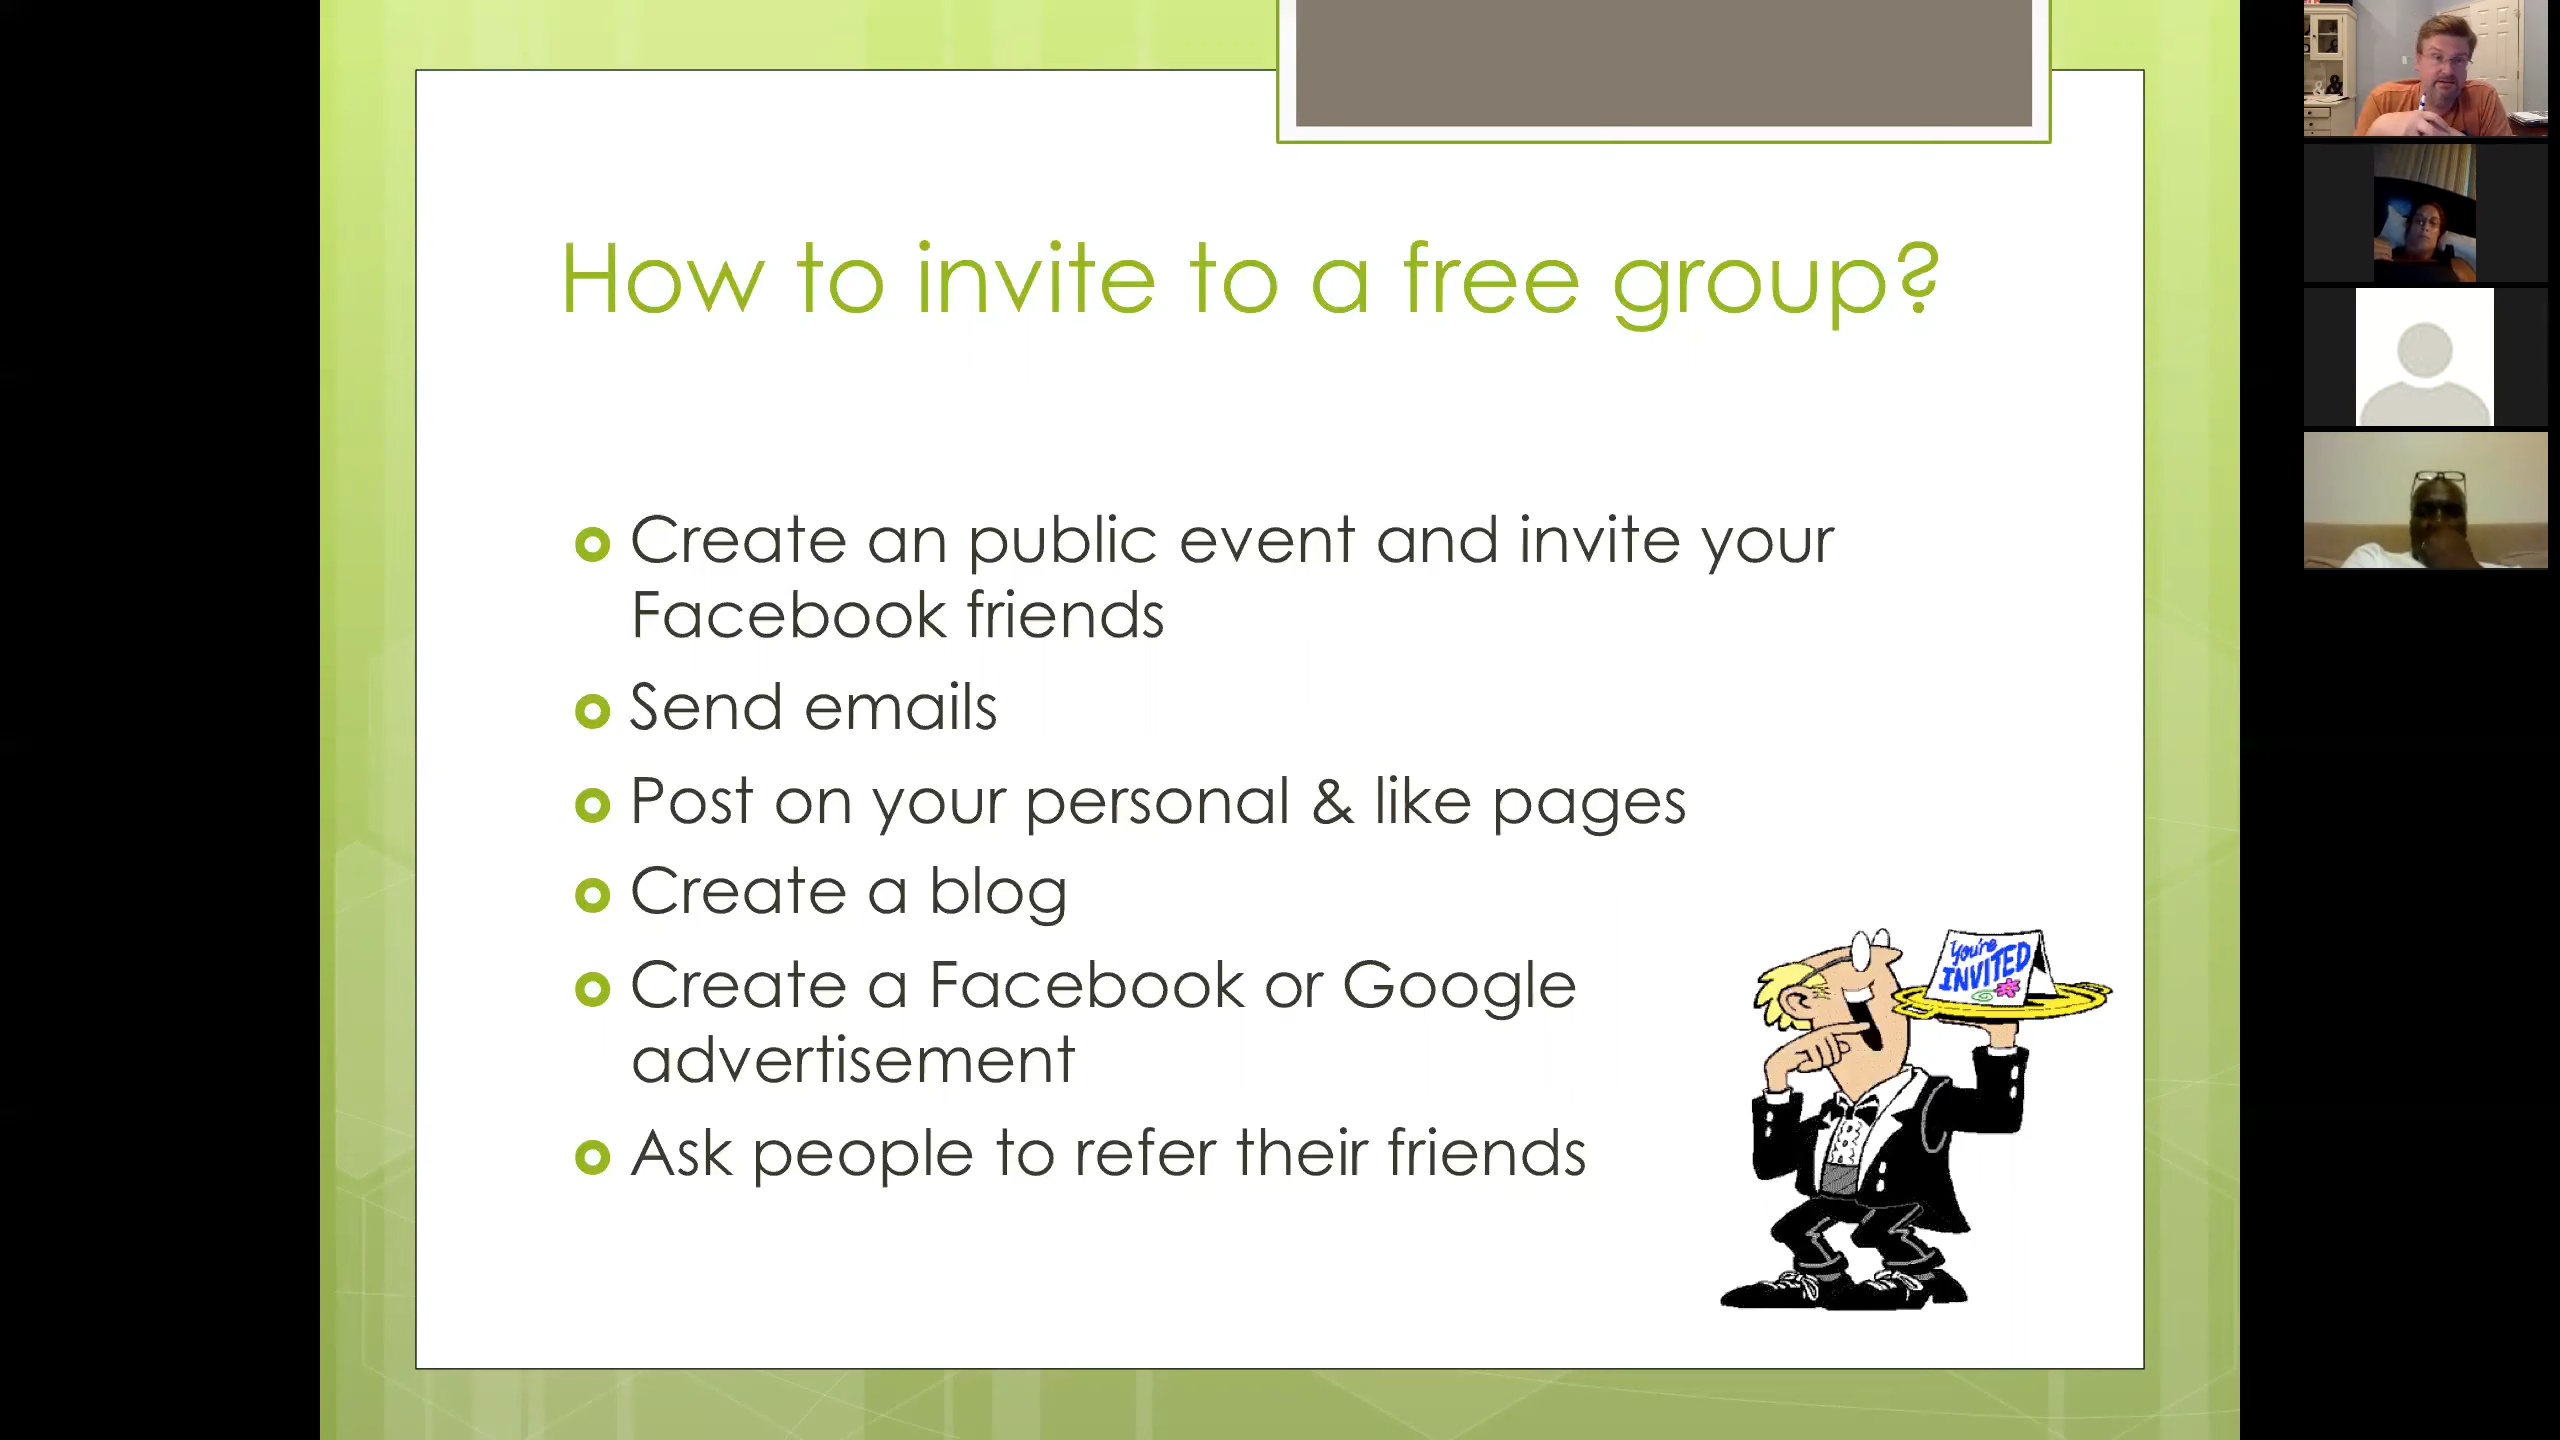 How to invite to a free group?
Create an public event and invite your
Facebook friends
Send emails
Post on your personal & like pages
Create a blog
Create a Facebook or Google
advertisement
Ask people to refer their friends
You're
INVITED